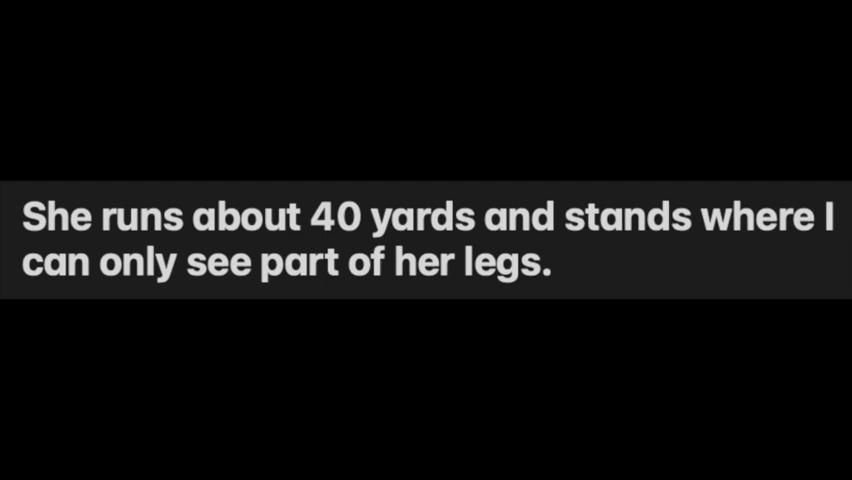 She runs about 40 yards and stands where I
can only see part of her legs.